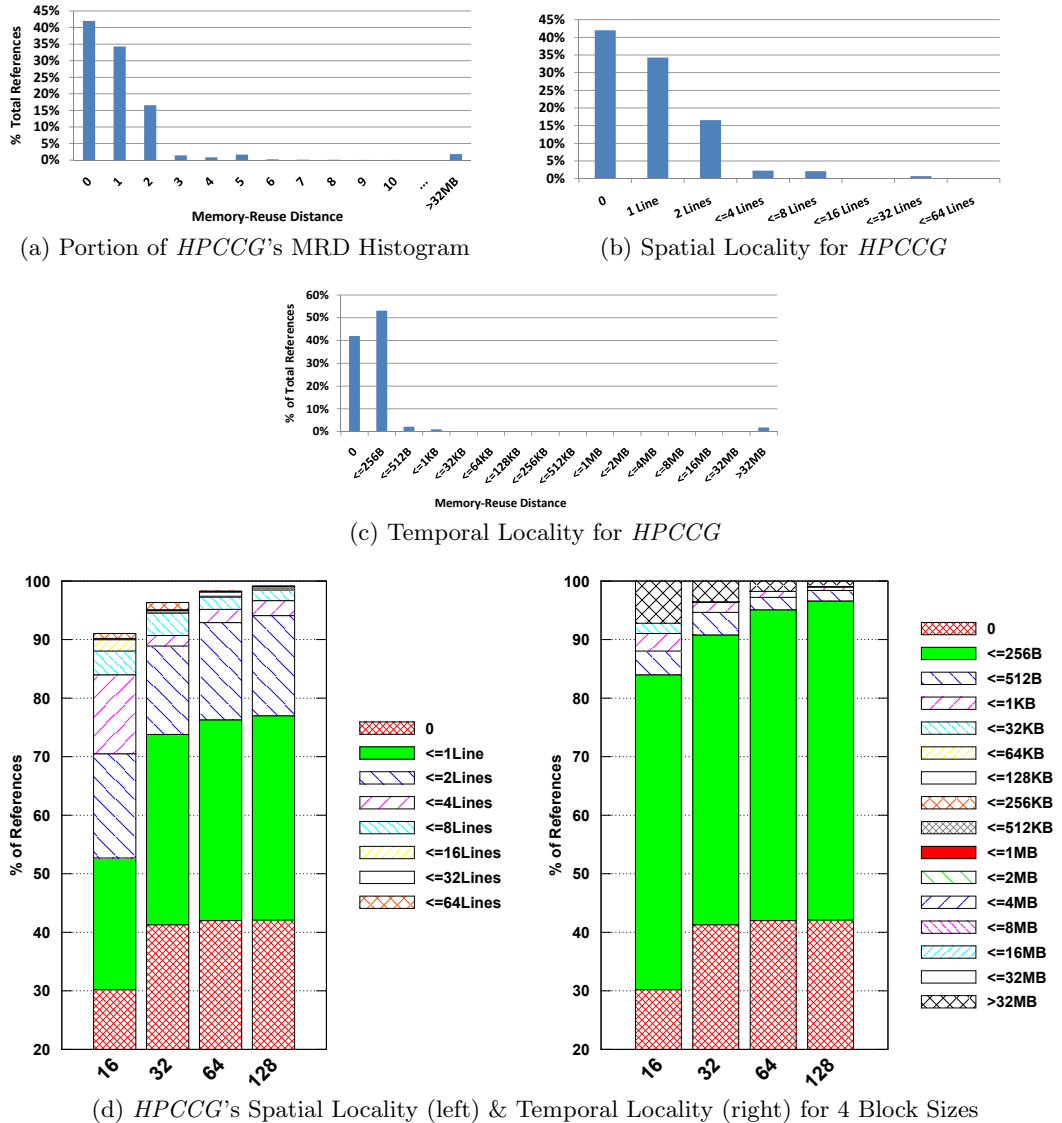 45%
40%
35%
30%
25%
20%
15%
10%
5%
0%
% Total References
0 1 2 3 4 5 6 7 8 9 10 ... >32MB
Memory-Reuse Distance
(a) Portion of HPCCG's MRD Histogram
45%
40%
35%
30%
25%
20%
15%
10%
5%
0%
0 1 Line 2 Lines <=4 Lines <=8 Lines <=16 Lines <=32 Lines <=64 Lines
(b) Spatial Locality for HPCCG
60%
50%
40%
30%
20%
10%
0%
% of Total References
0 <=256B <=512B <=1KB <=32KB <=64KB <=128KB <=256KB <=512KB <=1MB <=2MB <=4MB <=8MB <=16MB <=32MB >32MB
Memory-Reuse Distance
(c) Temporal Locality for HPCCG
100
90
80
70
60
50
40
30
20
% of References
16 32 64 128
0
<=1Line
<=2Lines
<=4Lines
<=8Lines
<=16Lines
<=32Lines
<=64Lines
100
90
80
70
60
50
40
30
20
% of References
16 32 64 128
0
<=256B
<=512B
<=1KB
<=32KB
<=64KB
<=128KB
<=256KB
<=512KB
<=1MB
<=2MB
<=4MB
<=8MB
<=16MB
<=32MB
>32MB
(d) HPCCG's Spatial Locality (left) & Temporal Locality (right) for 4 Block Sizes